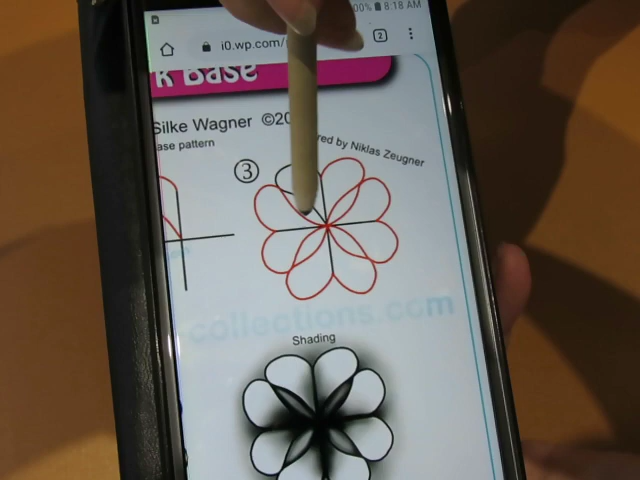 00% 8:18 AM
i0.wp.com/
2
k Base
Silke Wagner ©20
red by Niklas Zeugner
ase pattern
3
collections.com
Shading